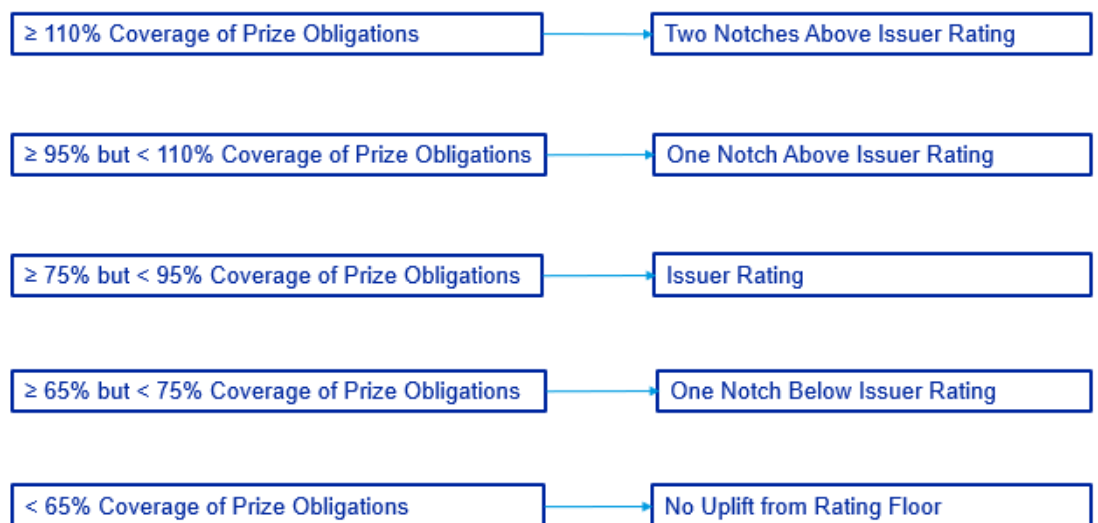 ≥ 110% Coverage of Prize Obligations
Two Notches Above Issuer Rating
≥ 95% but < 110% Coverage of Prize Obligations
One Notch Above Issuer Rating
≥ 75% but < 95% Coverage of Prize Obligations
Issuer Rating
≥ 65% but < 75% Coverage of Prize Obligations
One Notch Below Issuer Rating
< 65% Coverage of Prize Obligations
No Uplift from Rating Floor